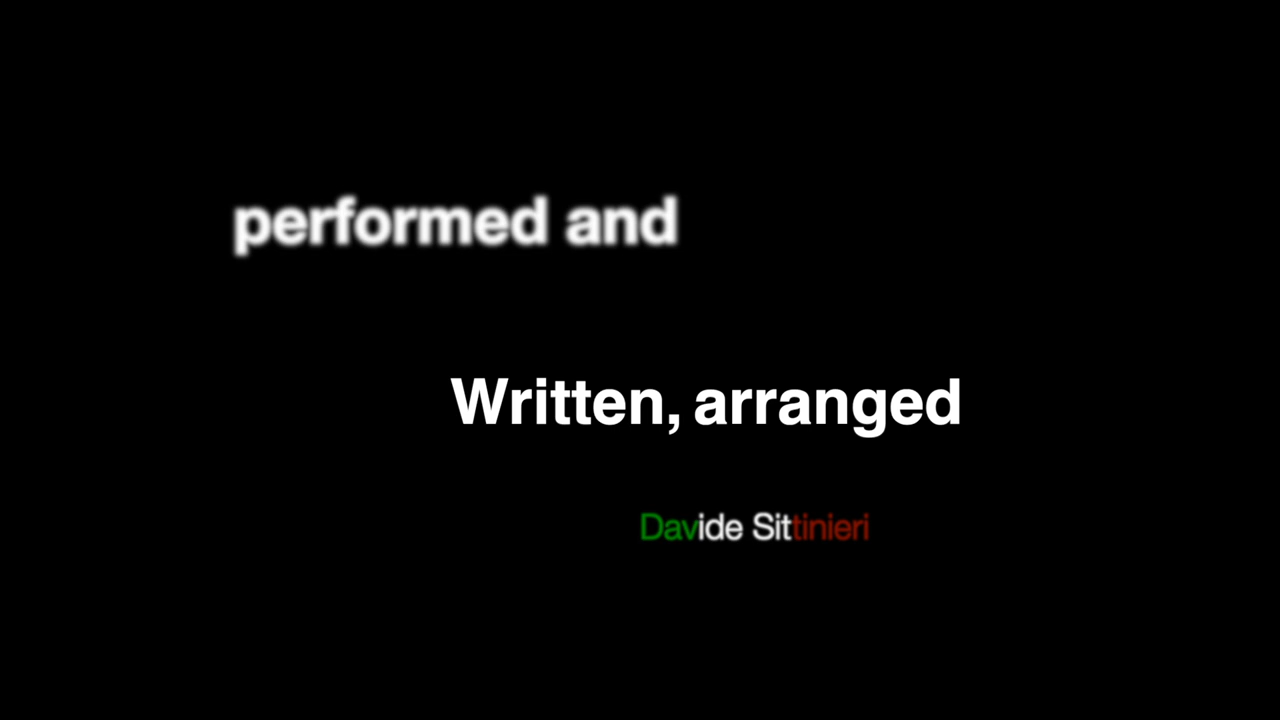 performed and
Written, arranged
Davide Sittinieri